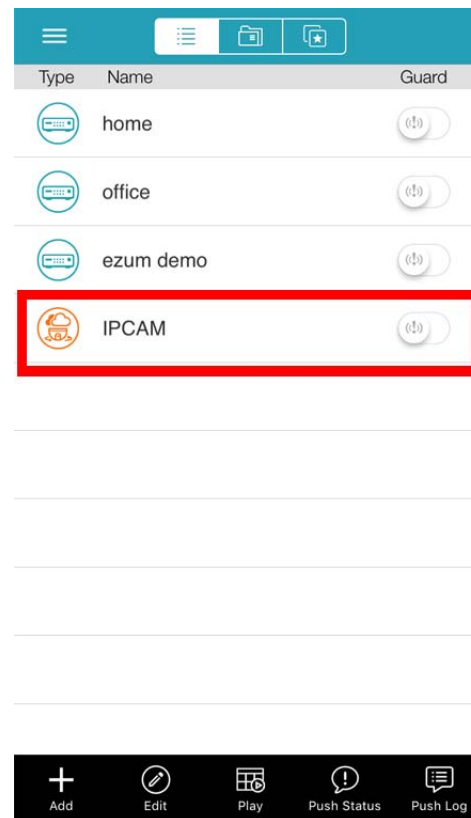 Type Name Guard
home
office
ezum demo
IPCAM
Add Edit Play Push Status Push Log